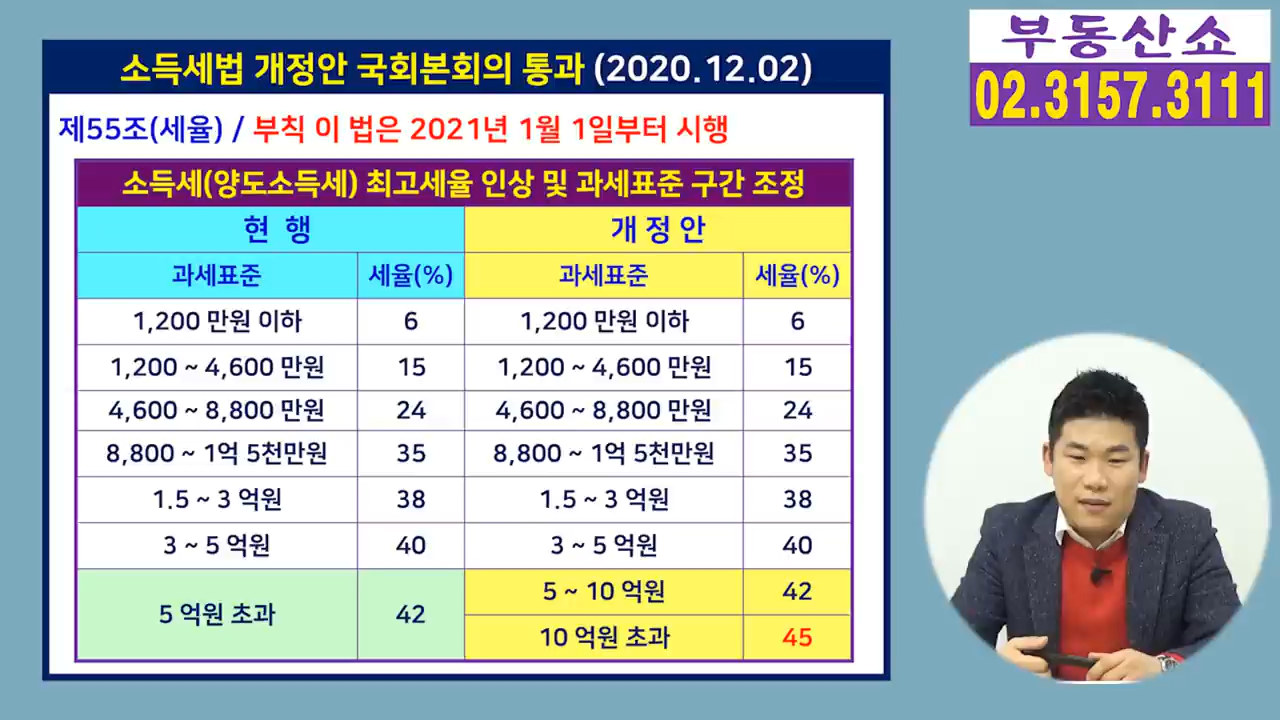 부동산쇼
02.3157.3111
소득세법 개정안 국회본회의 통과 (2020.12.02)
제55조(세율) / 부칙 이 법은 2021년 1월 1일부터 시행
소득세(양도소득세) 최고세율 인상 및 과세표준 구간 조정
현 행 개 정 안
과세표준 세율(%) 과세표준 세율(%)
1,200 만원 이하 6 1,200 만원 이하 6
1,200 ~ 4,600 만원 15 1,200 ~ 4,600 만원 15
4,600 ~ 8,800 만원 24 4,600 ~ 8,800 만원 24
8,800 ~ 1억 5천만원 35 8,800 ~ 1억 5천만원 35
1.5 ~ 3 억원 38 1.5 ~ 3 억원 38
3 ~ 5 억원 40 3 ~ 5 억원 40
5 억원 초과 42 5 ~ 10 억원 42
10 억원 초과 45